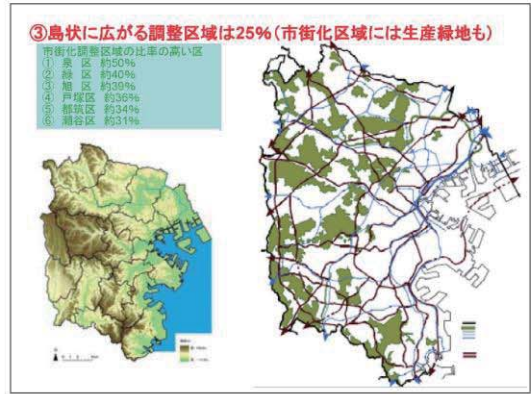 ③島状に広がる調整区域は25%(市街化区域には生産緑地も)
市街化調整区域の比率の高い区
① 泉 区 約50%
② 緑 区 約40%
③ 旭 区 約39%
④ 戸塚区 約36%
⑤ 都筑区 約34%
⑥ 瀬谷区 約31%